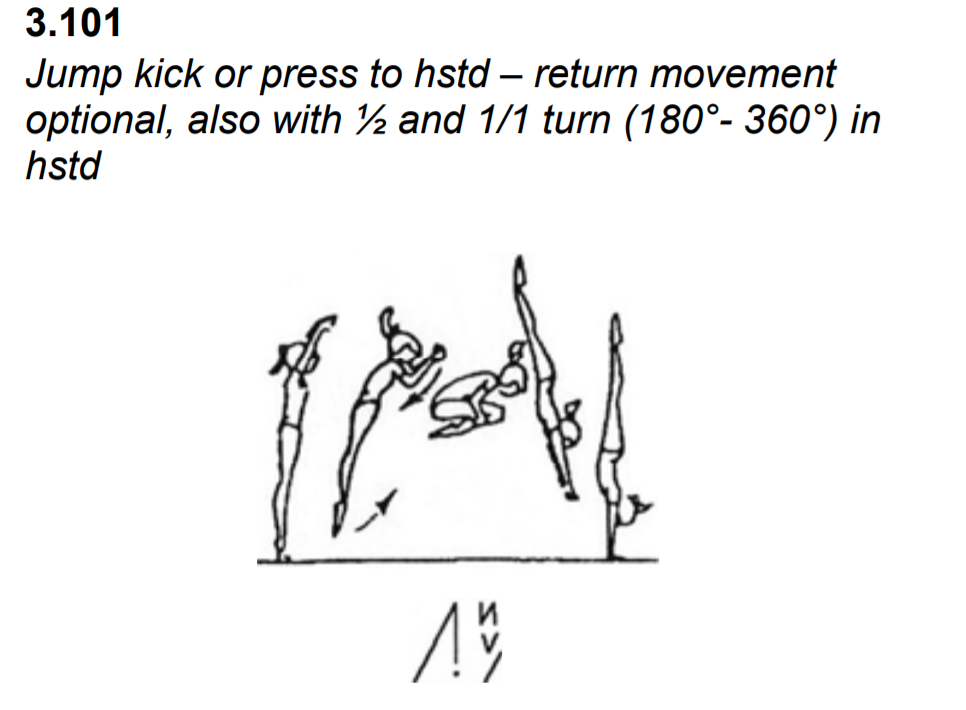 3.101
Jump kick or press to hstd – return movement
optional, also with ½ and 1/1 turn (180°- 360°) in
hstd